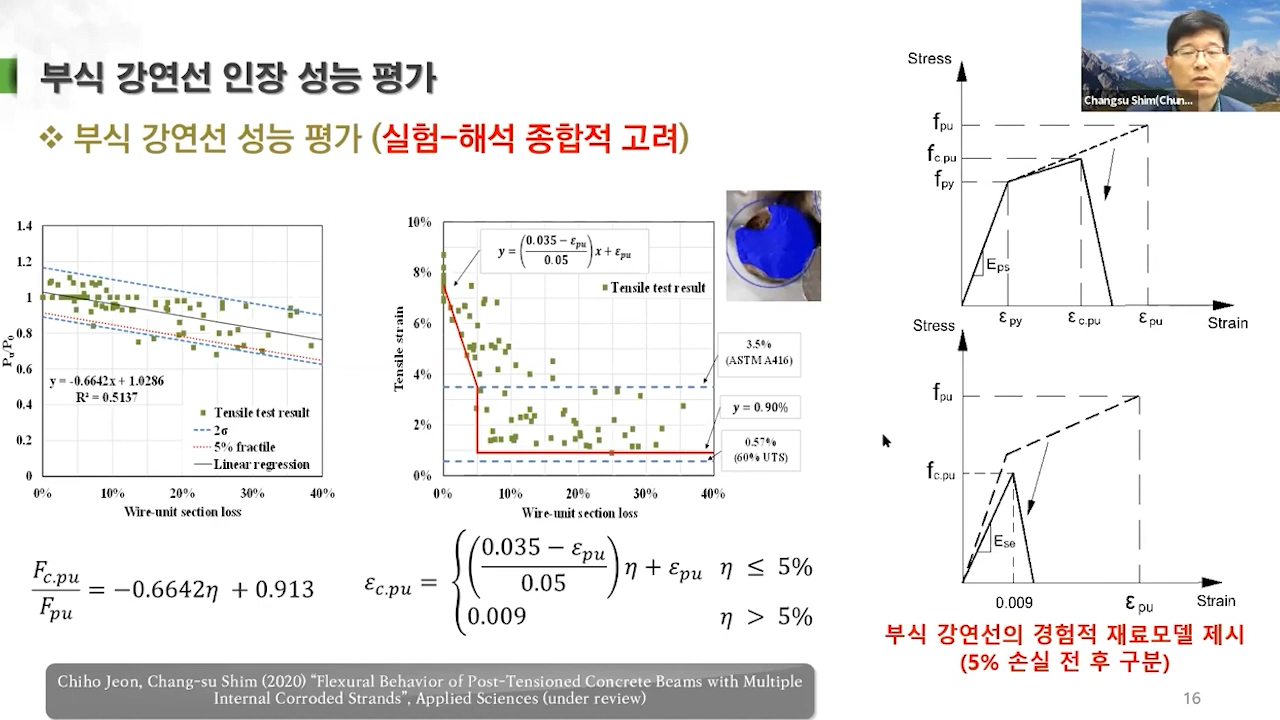 부식 강연선 인장 성능 평가
❖ 부식 강연선 성능 평가 (실험-해석 종합적 고려)
Changsu Shim(Chun...
1.4
1.2
1
0.8
0.6
0.4
0.2
0
Pu/P0
y = -0.6642x + 1.0286
R² = 0.5137
Tensile test result
2σ
5% fractile
Linear regression
0% 10% 20% 30% 40%
Wire-unit section loss
10%
8%
6%
4%
2%
0%
Tensile strain
y = ((0.035 − εpu)/0.05) x + εpu
Tensile test result
3.5%
(ASTM A416)
y = 0.90%
0.57%
(60% UTS)
0% 10% 20% 30% 40%
Wire-unit section loss
Fc.pu/Fpu = −0.6642η + 0.913
εc.pu = { ((0.035 − εpu)/0.05) η + εpu η ≤ 5%
0.009 η > 5%
Chiho Jeon, Chang-su Shim (2020) “Flexural Behavior of Post-Tensioned Concrete Beams with Multiple
Internal Corroded Strands”, Applied Sciences (under review)
Stress
fpu
fc.pu
fpy
Eps
εpy εc.pu εpu Strain
Stress
fpu
fc.pu
Ese
0.009 εpu Strain
부식 강연선의 경험적 재료모델 제시
(5% 손실 전 후 구분)
16